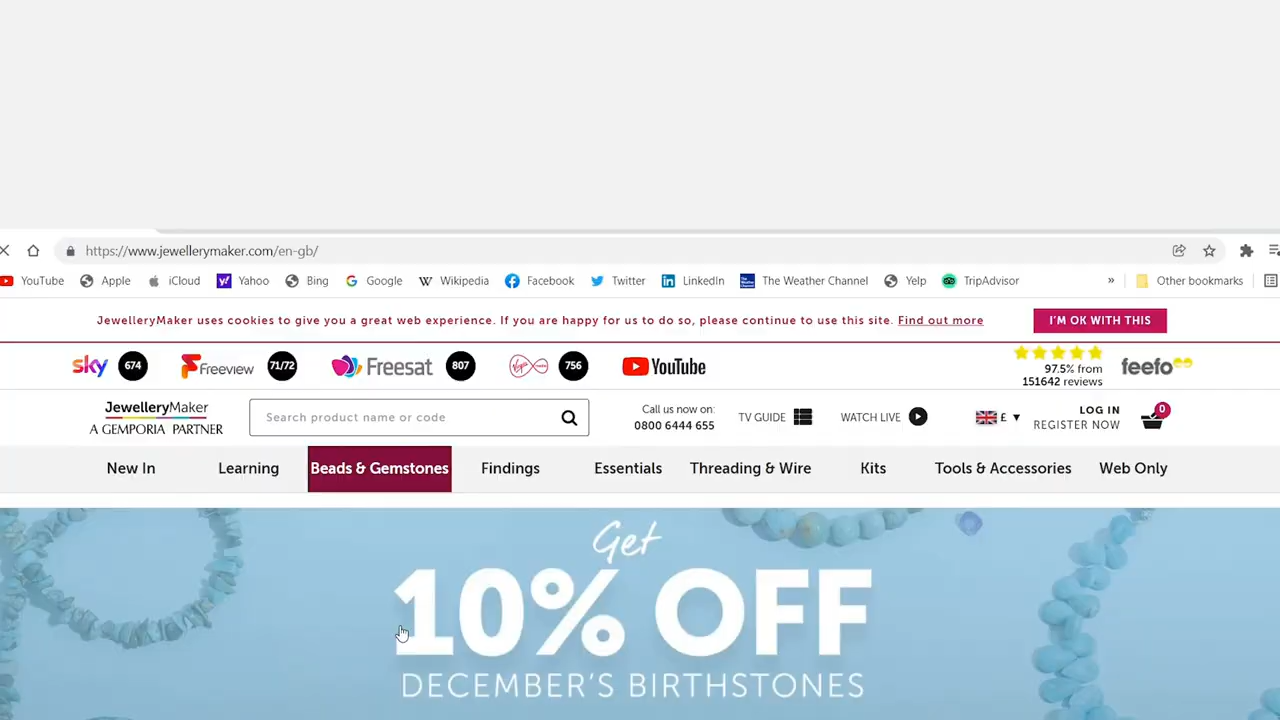 https://www.jewellerymaker.com/en-gb/
YouTube Apple iCloud Yahoo Bing Google Wikipedia Facebook Twitter LinkedIn The Weather Channel Yelp TripAdvisor » Other bookmarks
JewelleryMaker uses cookies to give you a great web experience. If you are happy for us to do so, please continue to use this site. Find out more I'M OK WITH THIS
sky 674 Freeview 71/72 Freesat 807 756 YouTube
97.5% from
151642 reviews
feefo
JewelleryMaker
A GEMPORIA PARTNER
Search product name or code
Call us now on:
0800 6444 655
TV GUIDE WATCH LIVE £ ▼
LOG IN
REGISTER NOW
0
New In Learning Beads & Gemstones Findings Essentials Threading & Wire Kits Tools & Accessories Web Only
Get
10% OFF
DECEMBER'S BIRTHSTONES